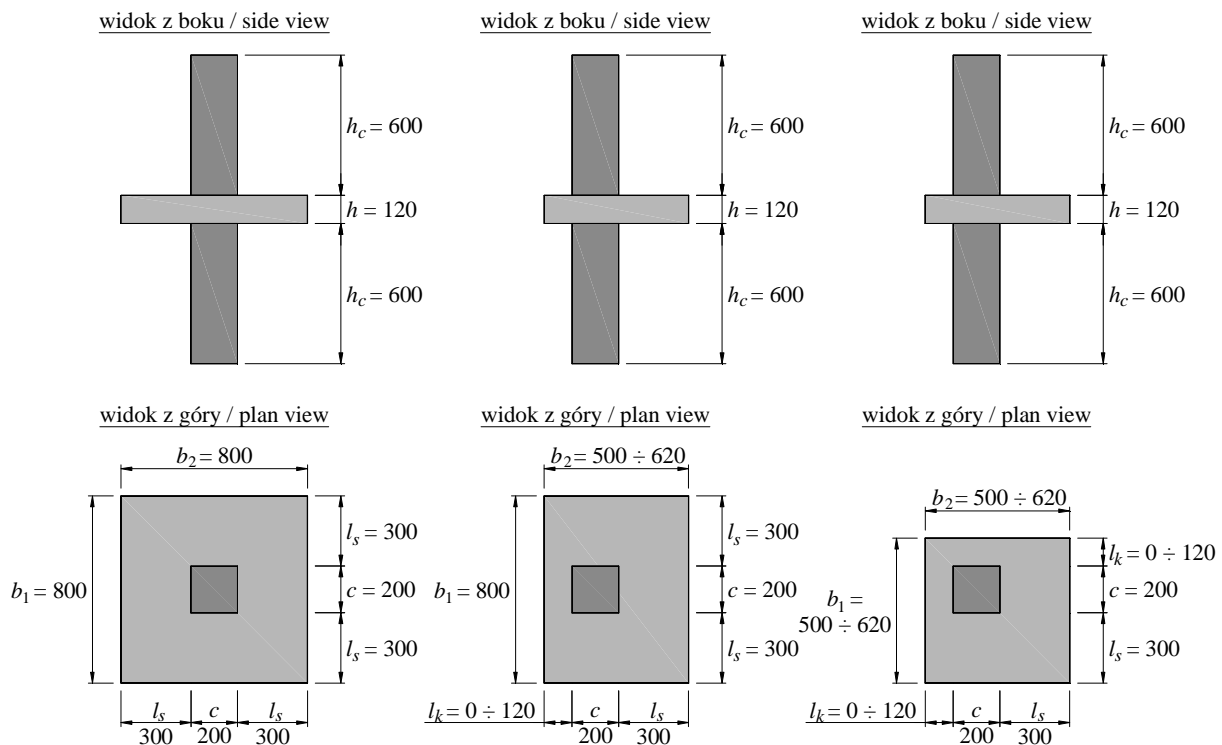 widok z boku / side view
widok z boku / side view
widok z boku / side view
h_c = 600
h = 120
h_c = 600
h_c = 600
h = 120
h_c = 600
h_c = 600
h = 120
h_c = 600
widok z góry / plan view
widok z góry / plan view
widok z góry / plan view
b_2 = 800
b_1 = 800
l_s = 300
c = 200
l_s = 300
l_s
c
l_s
300
200
300
b_2 = 500 ÷ 620
b_1 = 800
l_s = 300
c = 200
l_s = 300
l_k = 0 ÷ 120
c
l_s
200
300
b_2 = 500 ÷ 620
b_1 =
500 ÷ 620
l_k = 0 ÷ 120
c = 200
l_s = 300
l_k = 0 ÷ 120
c
l_s
200
300